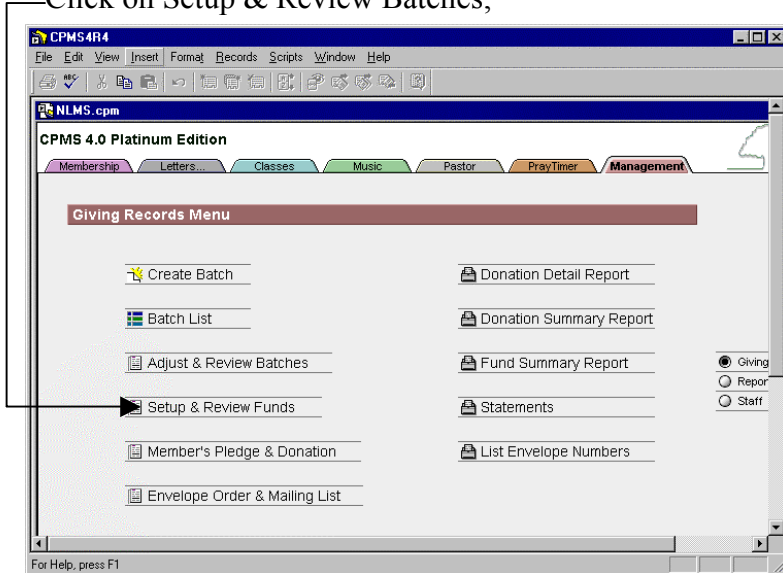 Click on Setup & Review Batches;
CPMS4R4
File Edit View Insert Format Records Scripts Window Help
ABC
NLMS.cpm
CPMS 4.0 Platinum Edition
Membership Letters... Classes Music Pastor PrayTimer Management
Giving Records Menu
Create Batch Donation Detail Report
Batch List Donation Summary Report
Adjust & Review Batches Fund Summary Report Giving
Repor
Setup & Review Funds Statements Staff
Member's Pledge & Donation List Envelope Numbers
Envelope Order & Mailing List
For Help, press F1